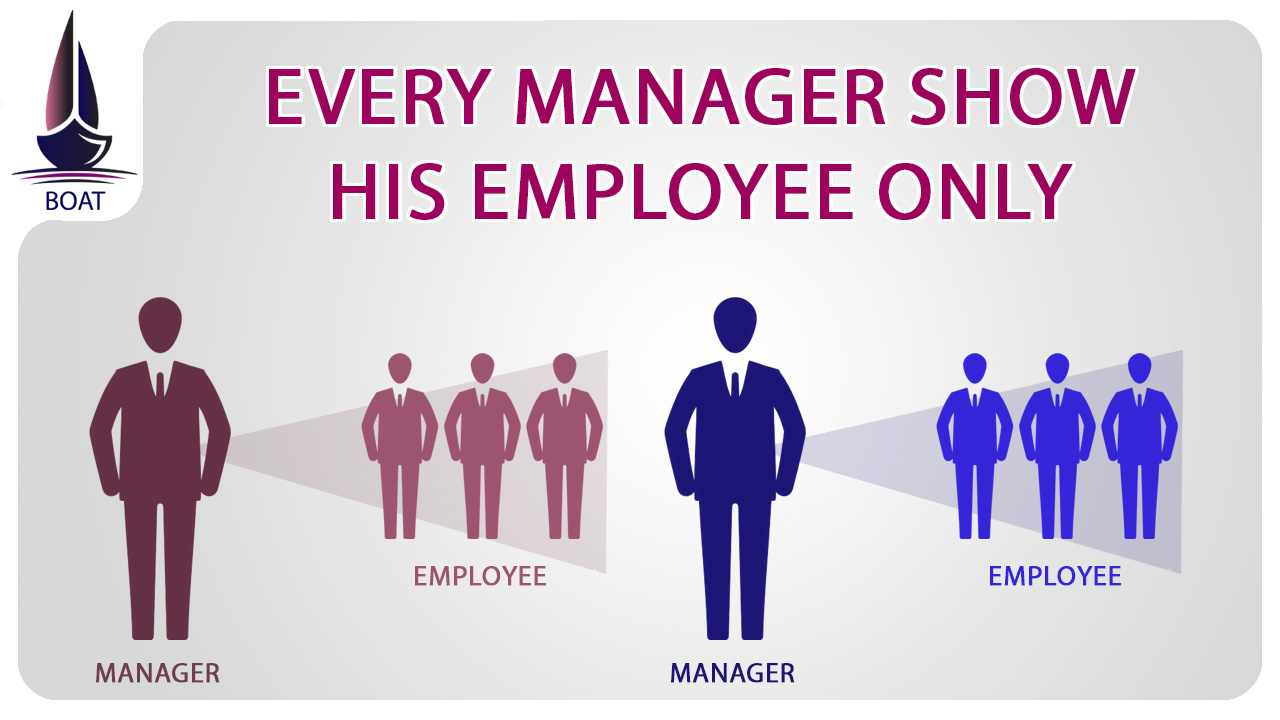 BOAT
EVERY MANAGER SHOW
HIS EMPLOYEE ONLY
EMPLOYEE
EMPLOYEE
MANAGER
MANAGER